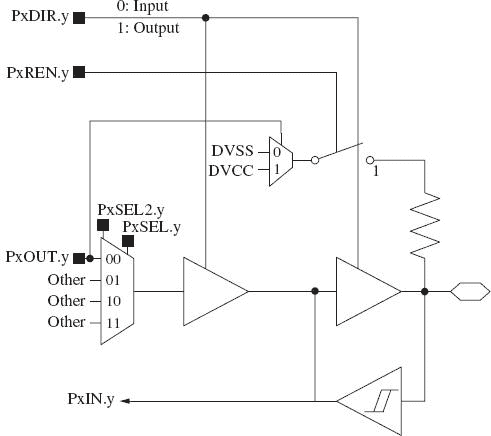 PxDIR.y
0: Input
1: Output
PxREN.y
DVSS 0
DVCC 1
1
PxSEL2.y
PxSEL.y
PxOUT.y 00
Other 01
Other 10
Other 11
PxIN.y